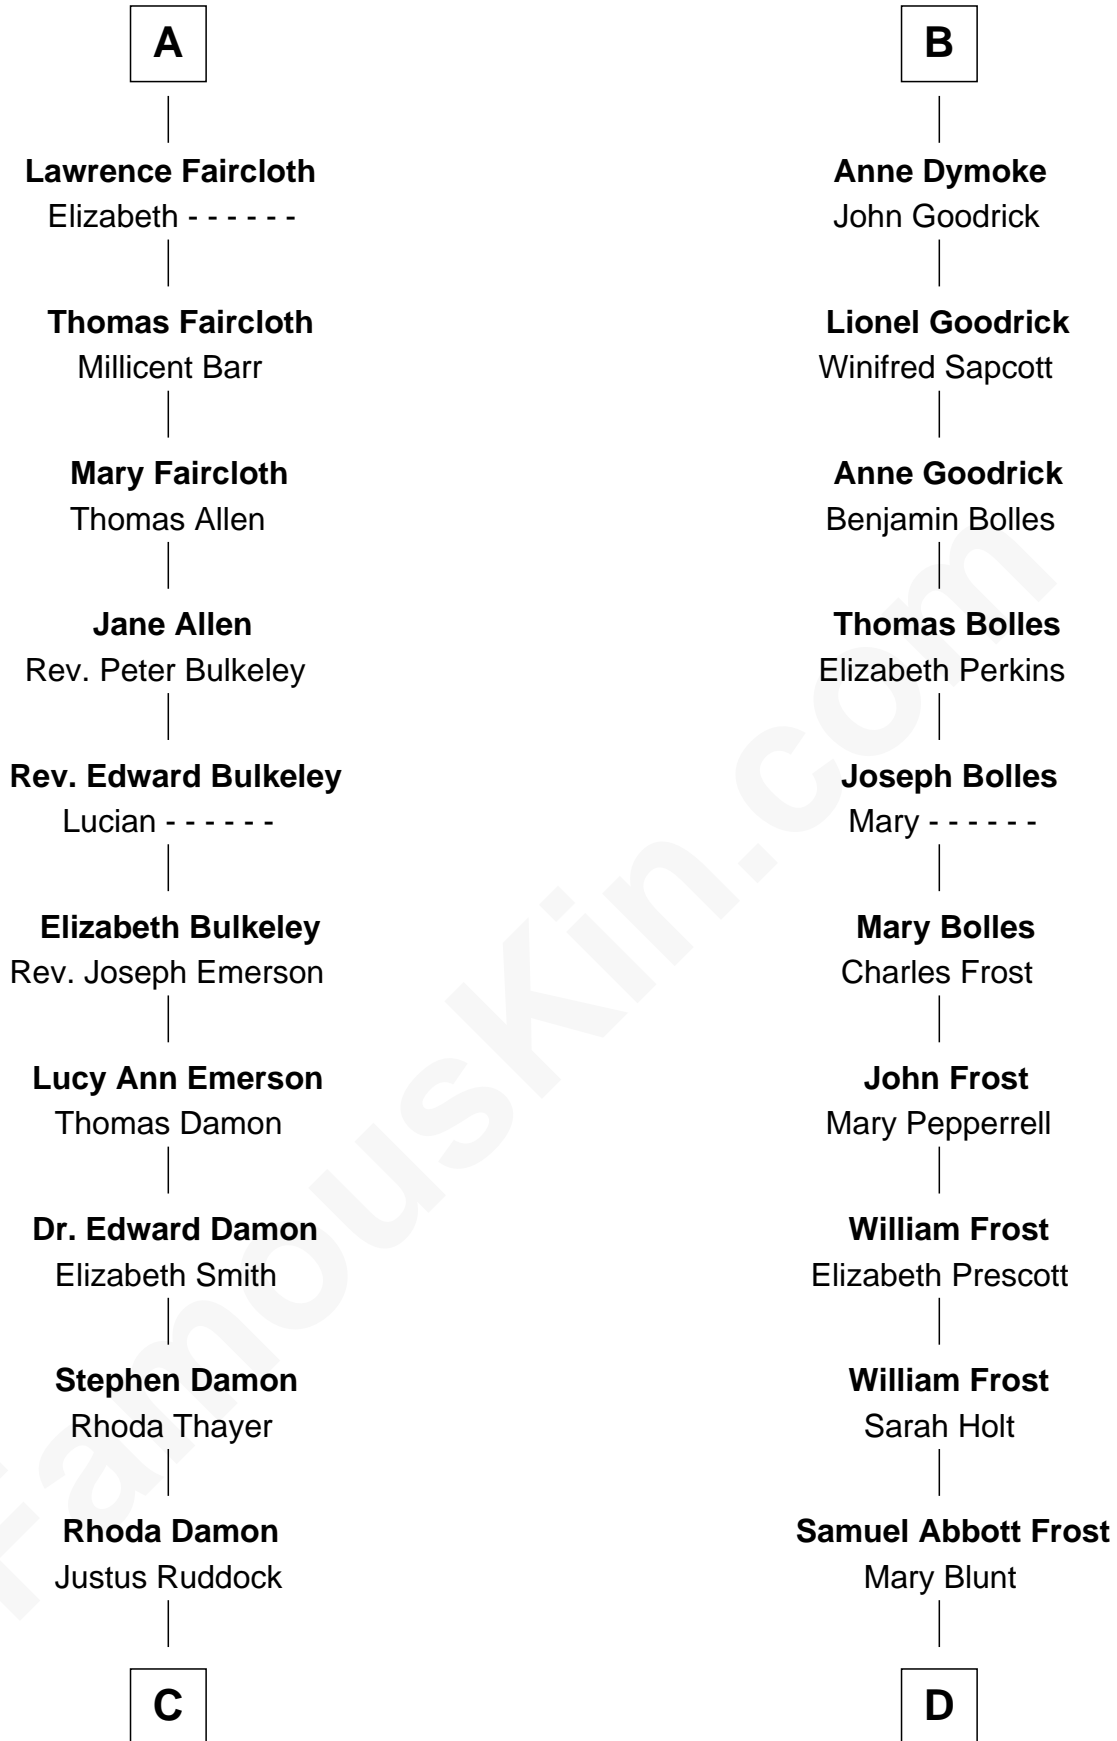 A
Lawrence Faircloth
Elizabeth - - - - - -
Thomas Faircloth
Millicent Barr
Mary Faircloth
Thomas Allen
Jane Allen
Rev. Peter Bulkeley
Rev. Edward Bulkeley
Lucian - - - - - -
Elizabeth Bulkeley
Rev. Joseph Emerson
Lucy Ann Emerson
Thomas Damon
Dr. Edward Damon
Elizabeth Smith
Stephen Damon
Rhoda Thayer
Rhoda Damon
Justus Ruddock
C
B
Anne Dymoke
John Goodrick
Lionel Goodrick
Winifred Sapcott
Anne Goodrick
Benjamin Bolles
Thomas Bolles
Elizabeth Perkins
Joseph Bolles
Mary - - - - - -
Mary Bolles
Charles Frost
John Frost
Mary Pepperrell
William Frost
Elizabeth Prescott
William Frost
Sarah Holt
Samuel Abbott Frost
Mary Blunt
D
FamousKin.com